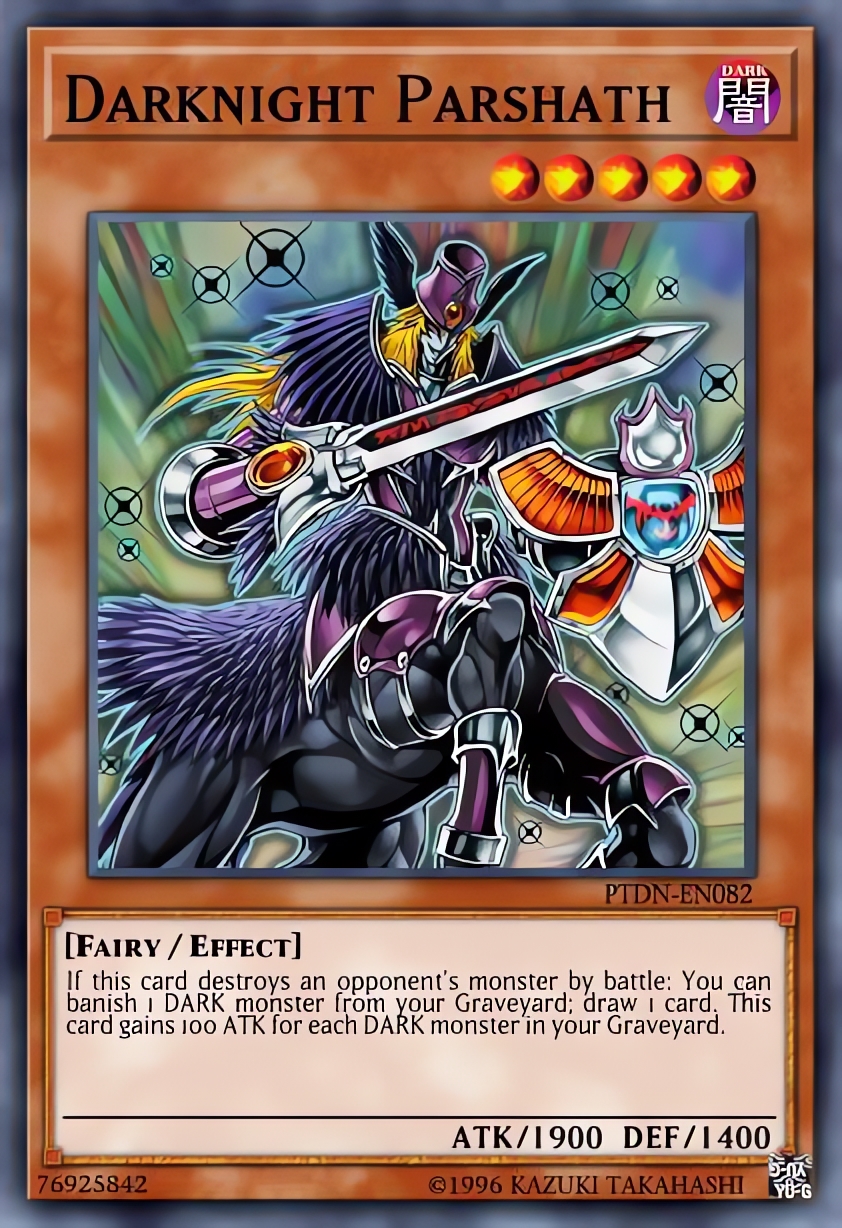 DARKNIGHT PARSHATH
DARK
闇
PTDN-EN082
[FAIRY / EFFECT]
If this card destroys an opponent's monster by battle: You can
banish 1 DARK monster from your Graveyard; draw 1 card. This
card gains 100 ATK for each DARK monster in your Graveyard.
ATK/1900 DEF/1400
76925842
©1996 KAZUKI TAKAHASHI